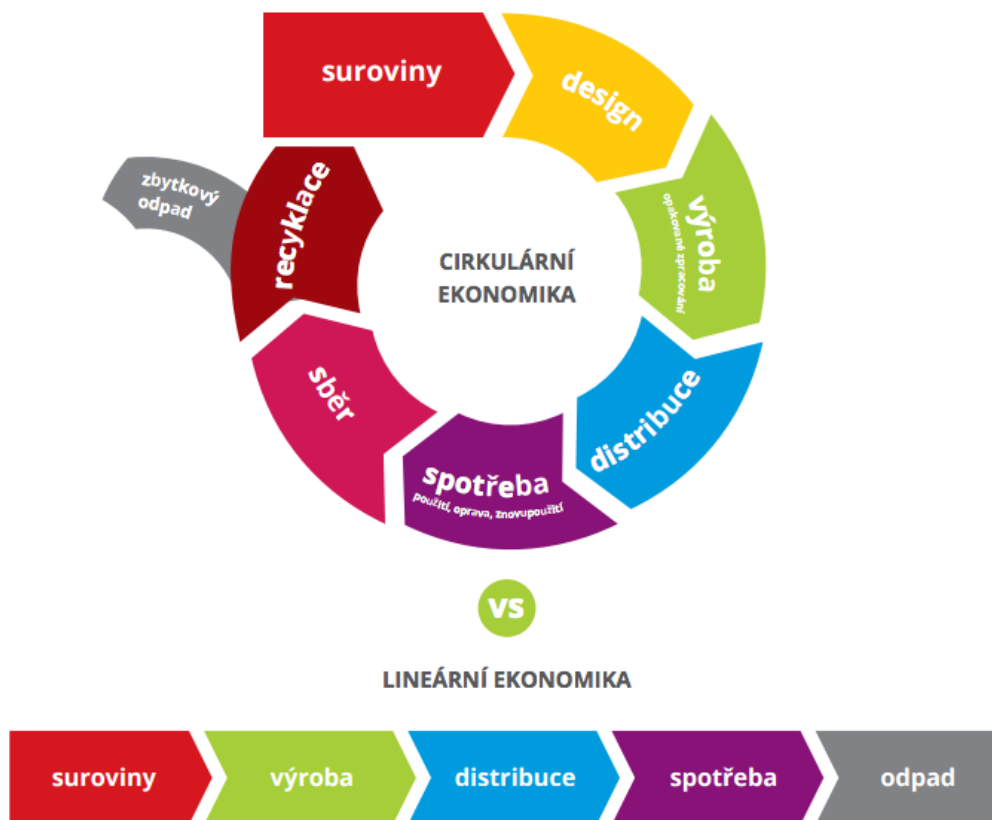 suroviny
design
výroba
opakované zpracování
distribuce
spotřeba
použití, oprava, znovupoužití
sběr
recyklace
zbytkový
odpad
CIRKULÁRNÍ
EKONOMIKA
VS
LINEÁRNÍ EKONOMIKA
suroviny
výroba
distribuce
spotřeba
odpad